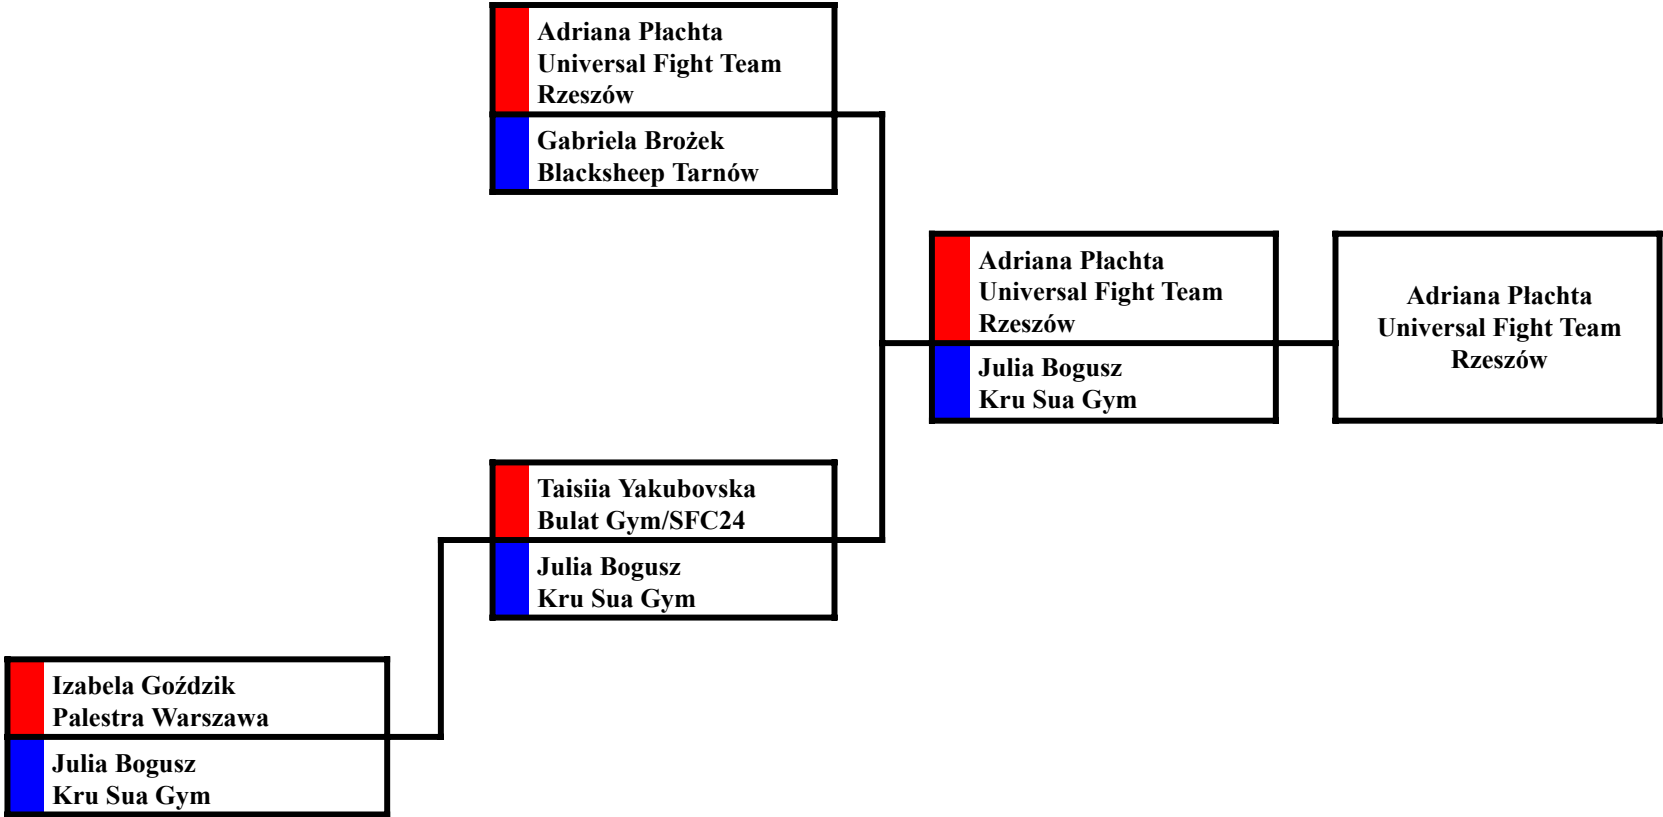 Adriana Płachta
Universal Fight Team
Rzeszów
Gabriela Brożek
Blacksheep Tarnów
Adriana Płachta
Universal Fight Team
Rzeszów
Julia Bogusz
Kru Sua Gym
Adriana Płachta
Universal Fight Team
Rzeszów
Taisiia Yakubovska
Bulat Gym/SFC24
Julia Bogusz
Kru Sua Gym
Izabela Goździk
Palestra Warszawa
Julia Bogusz
Kru Sua Gym